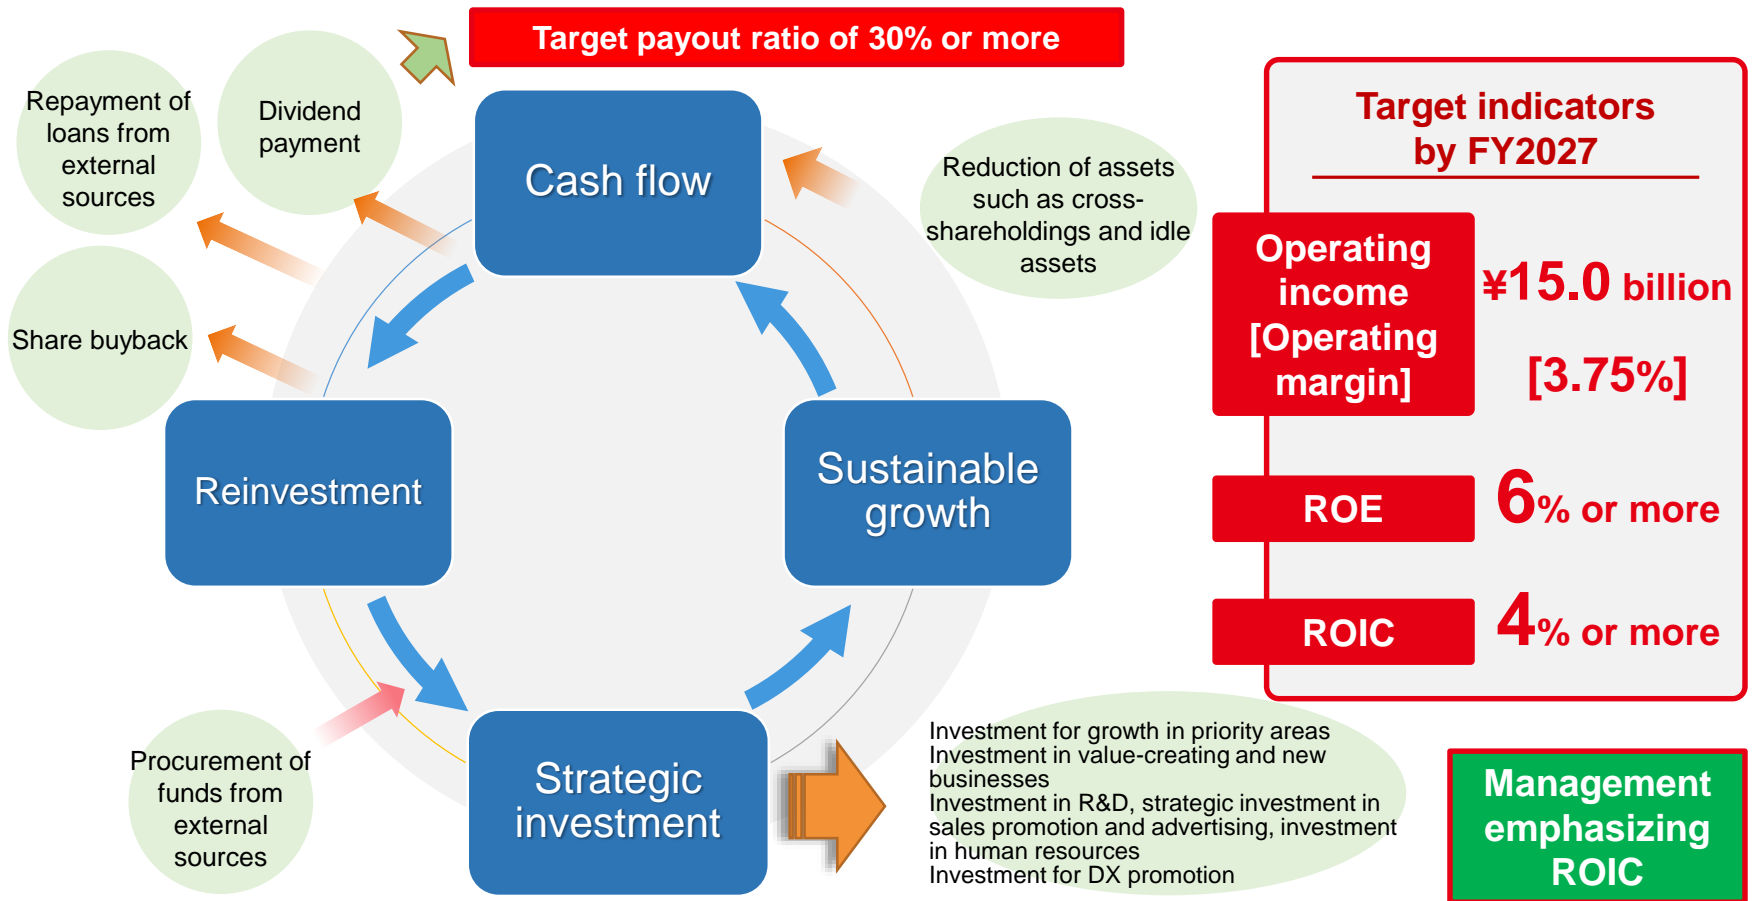 Target payout ratio of 30% or more
Repayment of
loans from
external
sources
Dividend
payment
Share buyback
Cash flow
Reduction of assets
such as cross-
shareholdings and idle
assets
Reinvestment
Sustainable
growth
Procurement of
funds from
external
sources
Strategic
investment
Investment for growth in priority areas
Investment in value-creating and new
businesses
Investment in R&D, strategic investment in
sales promotion and advertising, investment
in human resources
Investment for DX promotion
Target indicators
by FY2027
Operating
income
[Operating
margin]
¥15.0 billion
[3.75%]
ROE
6% or more
ROIC
4% or more
Management
emphasizing
ROIC